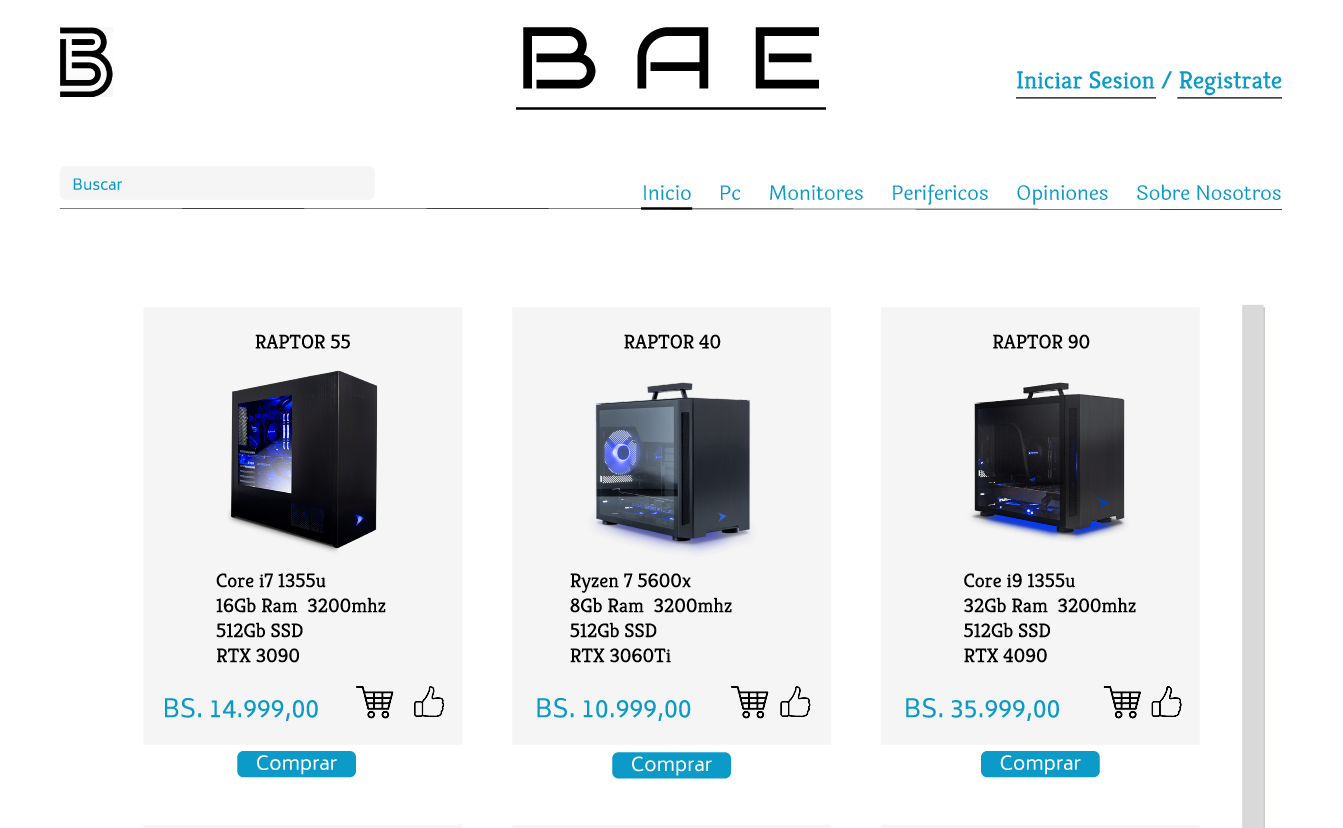 B
BAE
Iniciar Sesion / Registrate
Buscar
Inicio Pc Monitores Perifericos Opiniones Sobre Nosotros
RAPTOR 55
Core i7 1355u
16Gb Ram 3200mhz
512Gb SSD
RTX 3090
BS. 14.999,00
Comprar
RAPTOR 40
Ryzen 7 5600x
8Gb Ram 3200mhz
512Gb SSD
RTX 3060Ti
BS. 10.999,00
Comprar
RAPTOR 90
Core i9 1355u
32Gb Ram 3200mhz
512Gb SSD
RTX 4090
BS. 35.999,00
Comprar